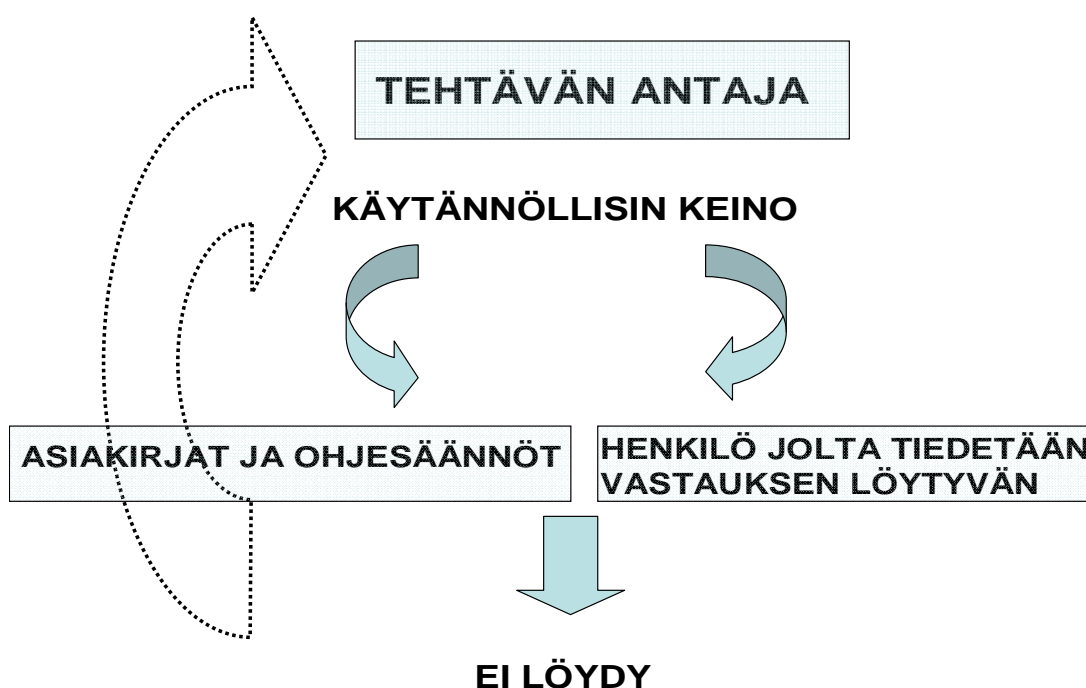 TEHTÄVÄN ANTAJA
KÄYTÄNNÖLLISIN KEINO
ASIAKIRJAT JA OHJESÄÄNNÖT
HENKILÖ JOLTA TIEDETÄÄN
VASTAUKSEN LÖYTYVÄN
EI LÖYDY